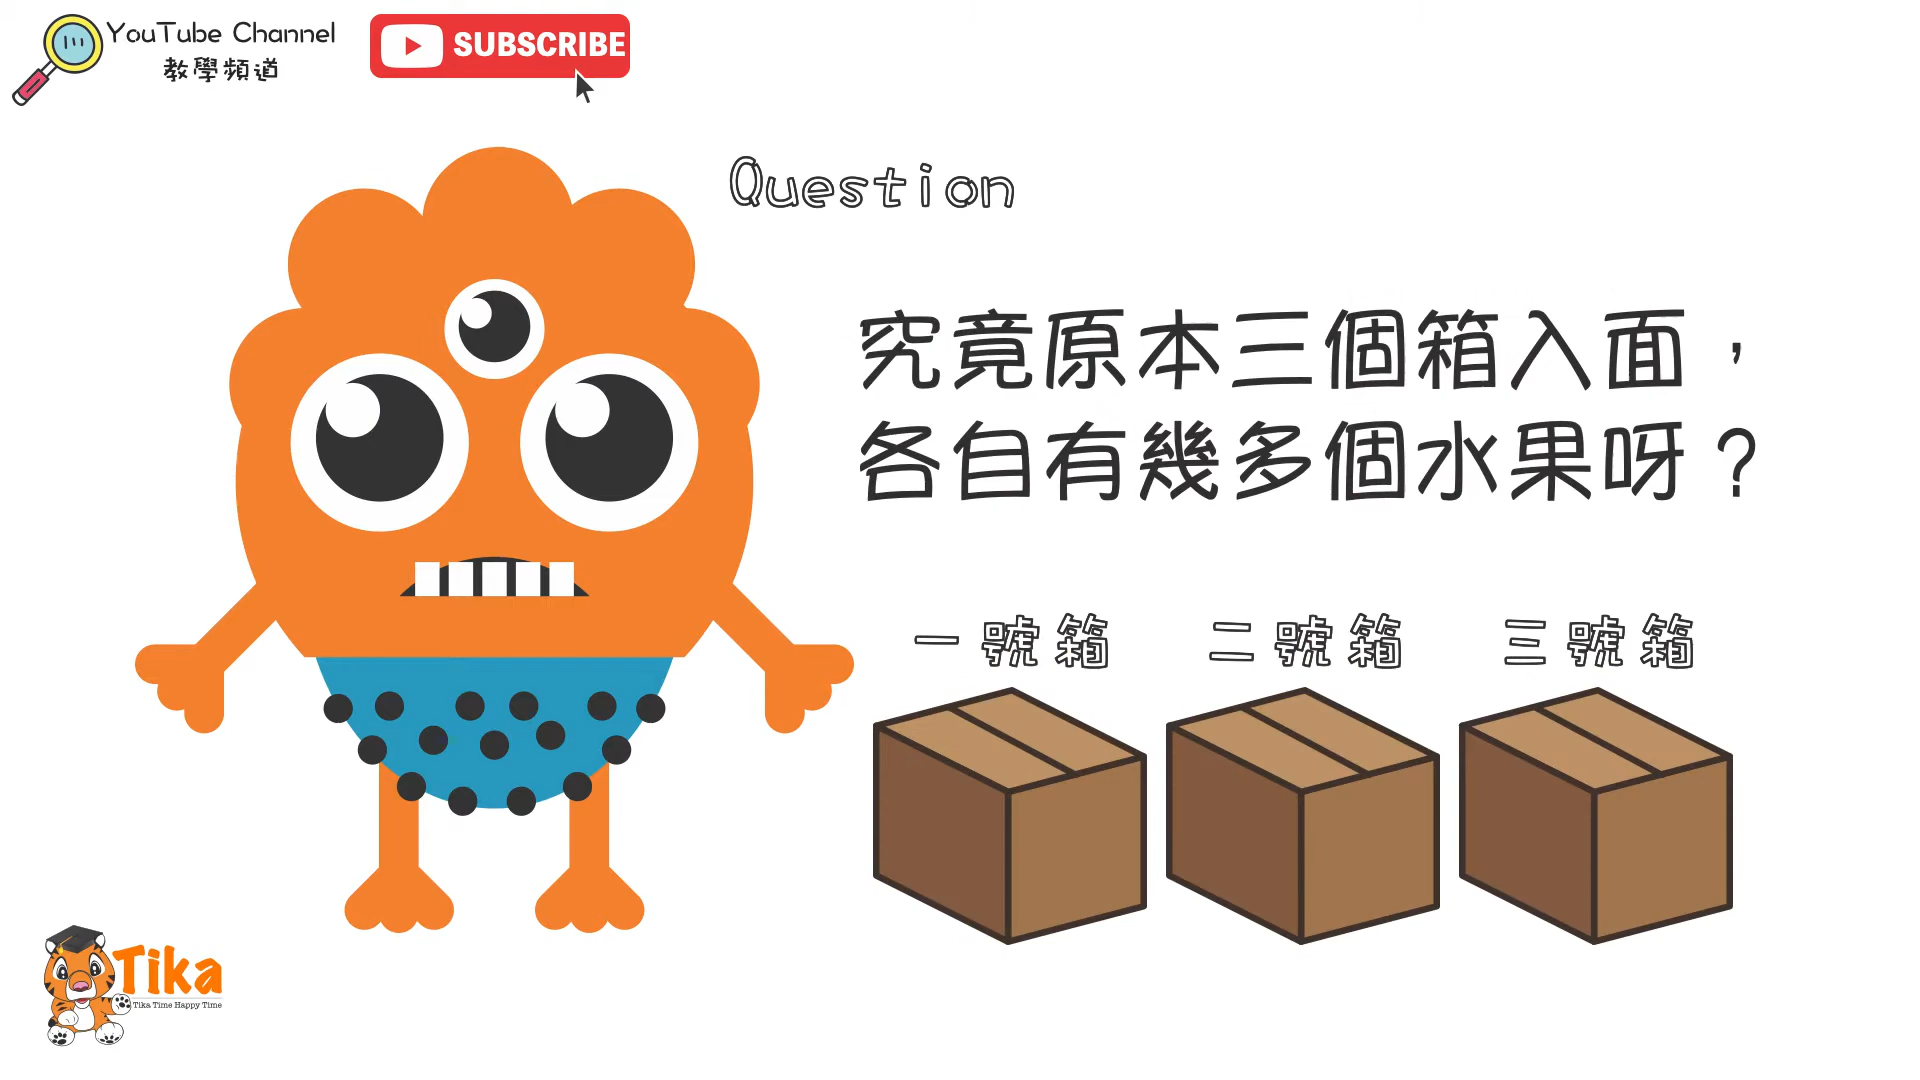 YouTube Channel
教學頻道
SUBSCRIBE
Question
究竟原本三個箱入面，
各自有幾多個水果呀？
一號箱
二號箱
三號箱
Tika
Tika Time Happy Time